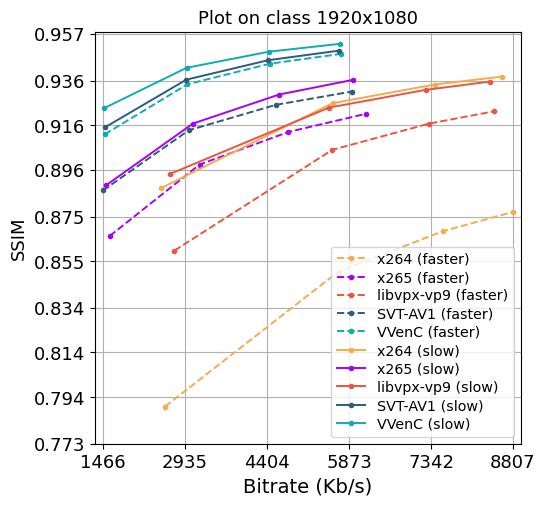 Plot on class 1920x1080
SSIM
0.957
0.936
0.916
0.896
0.875
0.855
0.834
0.814
0.794
0.773
x264 (faster)
x265 (faster)
libvpx-vp9 (faster)
SVT-AV1 (faster)
VVenC (faster)
x264 (slow)
x265 (slow)
libvpx-vp9 (slow)
SVT-AV1 (slow)
VVenC (slow)
1466 2935 4404 5873 7342 8807
Bitrate (Kb/s)